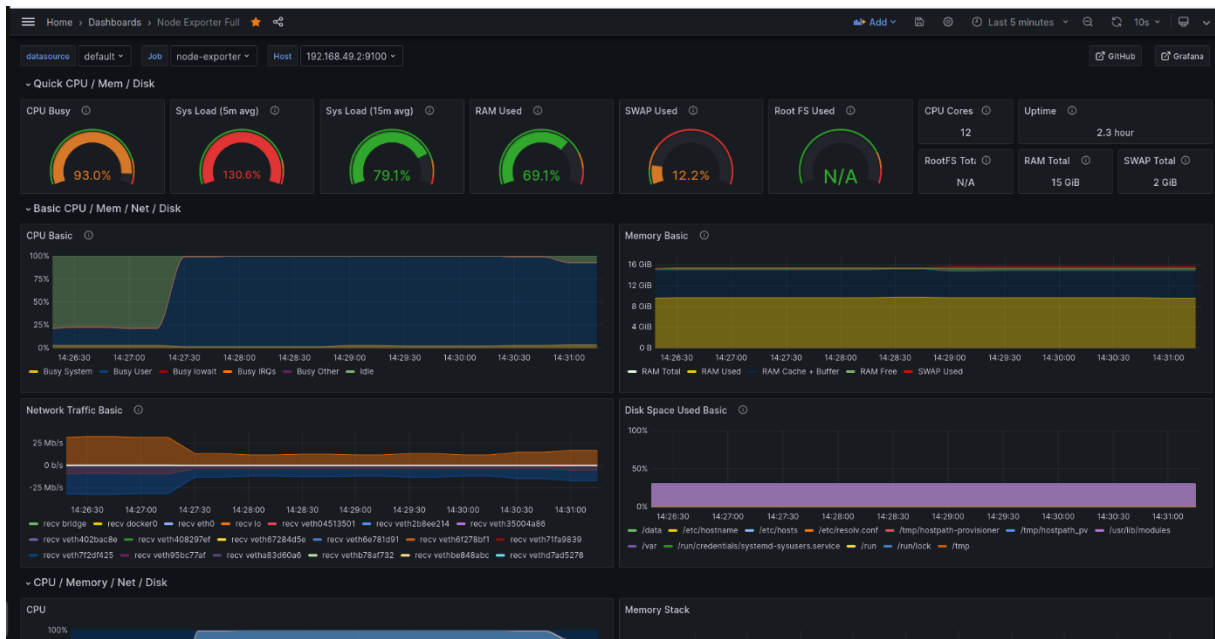 Home › Dashboards › Node Exporter Full
Add
Last 5 minutes
10s
datasource default Job node-exporter Host 192.168.49.2:9100
GitHub Grafana
Quick CPU / Mem / Disk
CPU Busy
93.0%
Sys Load (5m avg)
130.6%
Sys Load (15m avg)
79.1%
RAM Used
69.1%
SWAP Used
12.2%
Root FS Used
N/A
CPU Cores
12
Uptime
2.3 hour
RootFS Tot:
N/A
RAM Total
15 GiB
SWAP Total
2 GiB
Basic CPU / Mem / Net / Disk
CPU Basic
100%
75%
50%
25%
0%
14:26:30 14:27:00 14:27:30 14:28:00 14:28:30 14:29:00 14:29:30 14:30:00 14:30:30 14:31:00
Busy System Busy User Busy Iowait Busy IRQs Busy Other Idle
Memory Basic
16 GiB
12 GiB
8 GiB
4 GiB
0 B
14:26:30 14:27:00 14:27:30 14:28:00 14:28:30 14:29:00 14:29:30 14:30:00 14:30:30 14:31:00
RAM Total RAM Used RAM Cache + Buffer RAM Free SWAP Used
Network Traffic Basic
25 Mb/s
0 b/s
-25 Mb/s
14:26:30 14:27:00 14:27:30 14:28:00 14:28:30 14:29:00 14:29:30 14:30:00 14:30:30 14:31:00
recv bridge recv docker0 recv eth0 recv lo recv veth04513501 recv veth2b8ee214 recv veth35004a86
recv veth402bac8e recv veth408297ef recv veth67284d5e recv veth6e781d91 recv veth6f278bf1 recv veth71fa9839
recv veth7f2df425 recv veth95bc77af recv vetha83d60a6 recv vethb78af732 recv vethbe848abc recv vethd7ad5278
Disk Space Used Basic
100%
50%
0%
14:26:30 14:27:00 14:27:30 14:28:00 14:28:30 14:29:00 14:29:30 14:30:00 14:30:30 14:31:00
/data /etc/hostname /etc/hosts /etc/resolv.conf /tmp/hostpath-provisioner /tmp/hostpath_pv /usr/lib/modules
/var /run/credentials/systemd-sysusers.service /run /run/lock /tmp
CPU / Memory / Net / Disk
CPU
100%
Memory Stack